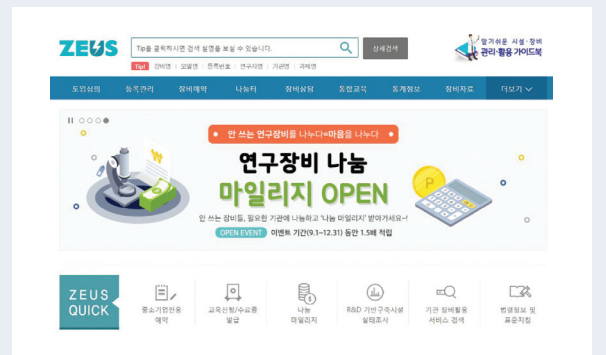 ZEUS
Tip을 클릭하시면 검색 설명을 보실 수 있습니다.
상세검색
알기쉬운 시설·장비
관리·활용 가이드북
Tip! 장비명 | 모델명 | 등록번호 | 연구자명 | 기관명 | 과제명
도입심의 등록관리 장비예약 나눔터 장비상담 통합교육 통계정보 장비자료 더보기
안 쓰는 연구장비를 나누다=마음을 나누다
연구장비 나눔
마일리지 OPEN
P
안 쓰는 장비들, 필요한 기관에 나눔하고 '나눔 마일리지' 받아가세요~!
OPEN EVENT 이벤트 기간(9.1~12.31) 동안 1.5배 적립
ZEUS
QUICK
중소기업전용
예약
교육신청/수료증
발급
나눔
마일리지
R&D 기반구축시설
실태조사
기관 장비활용
서비스 검색
법령정보 및
표준지침